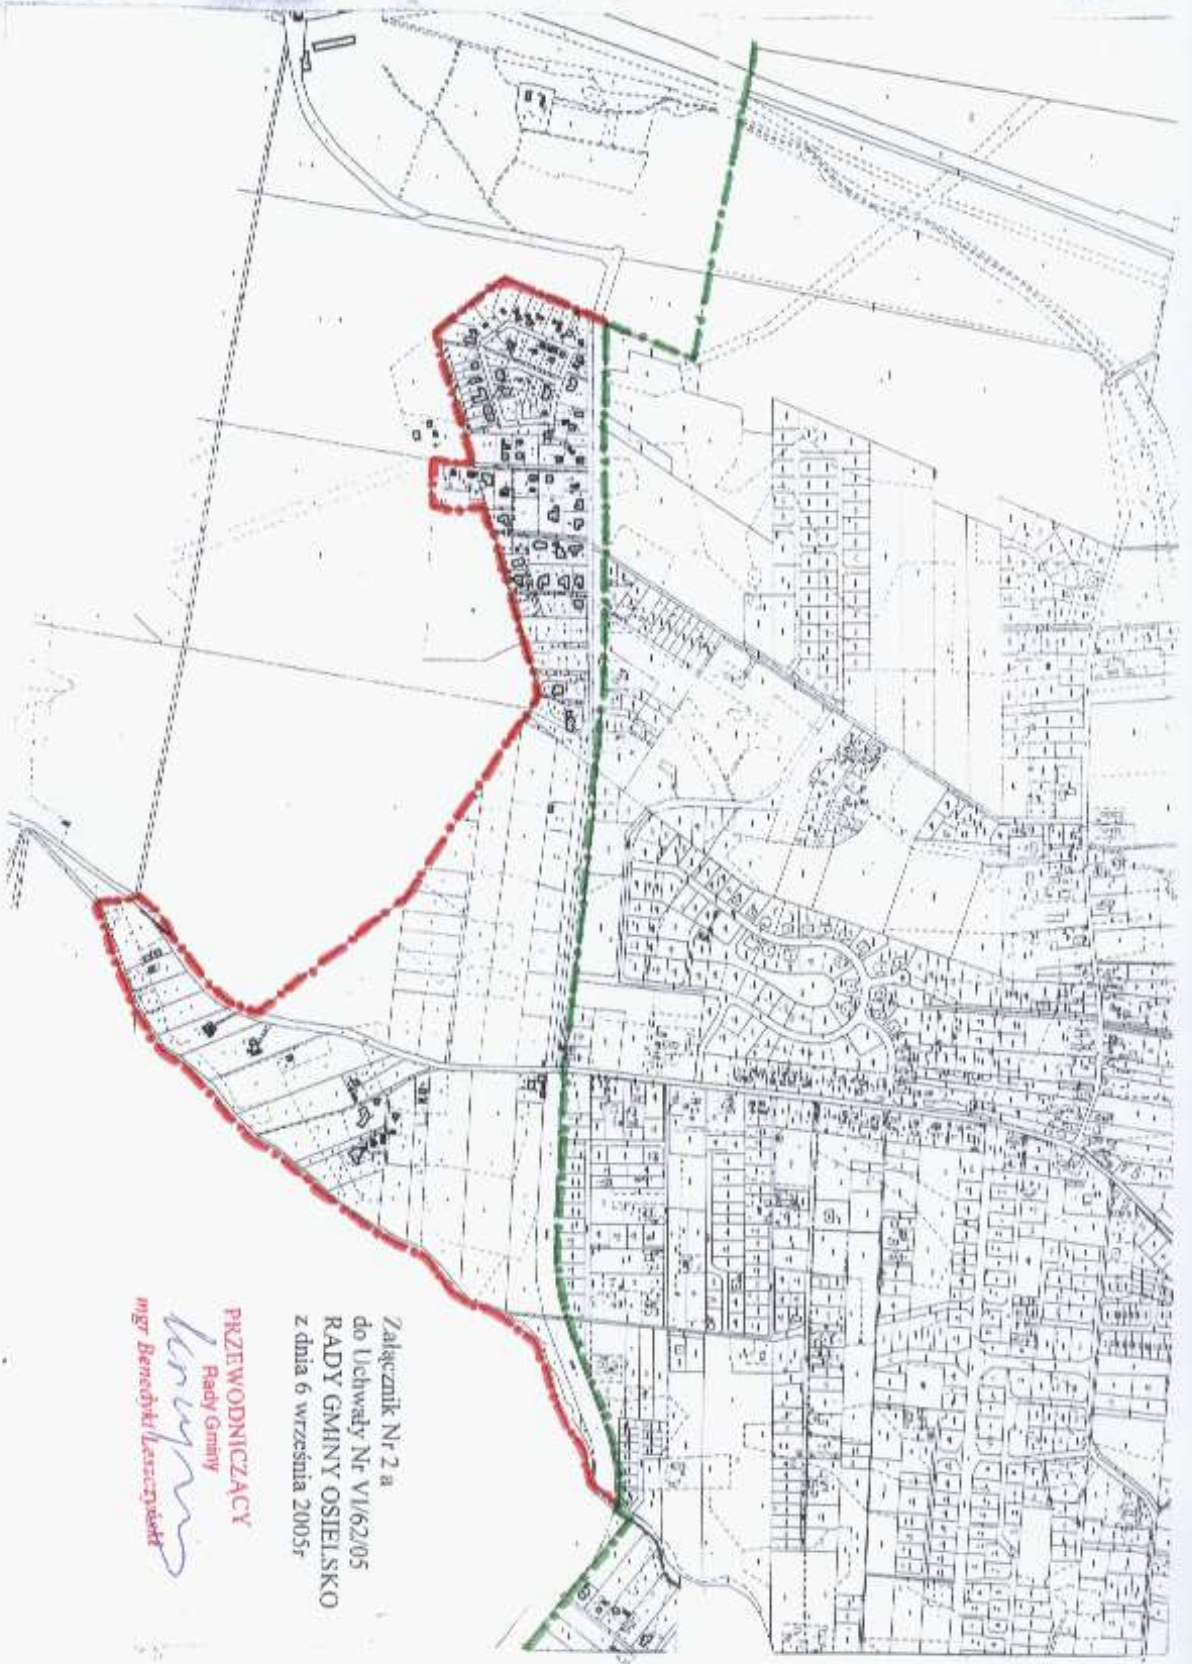 Załącznik Nr 2 a
do Uchwały Nr VI/62/05
RADY GMINY OSIELSKO
z dnia 6 września 2005r
PRZEWODNICZĄCY
Rady Gminy
mgr Benedykt Leszczyński